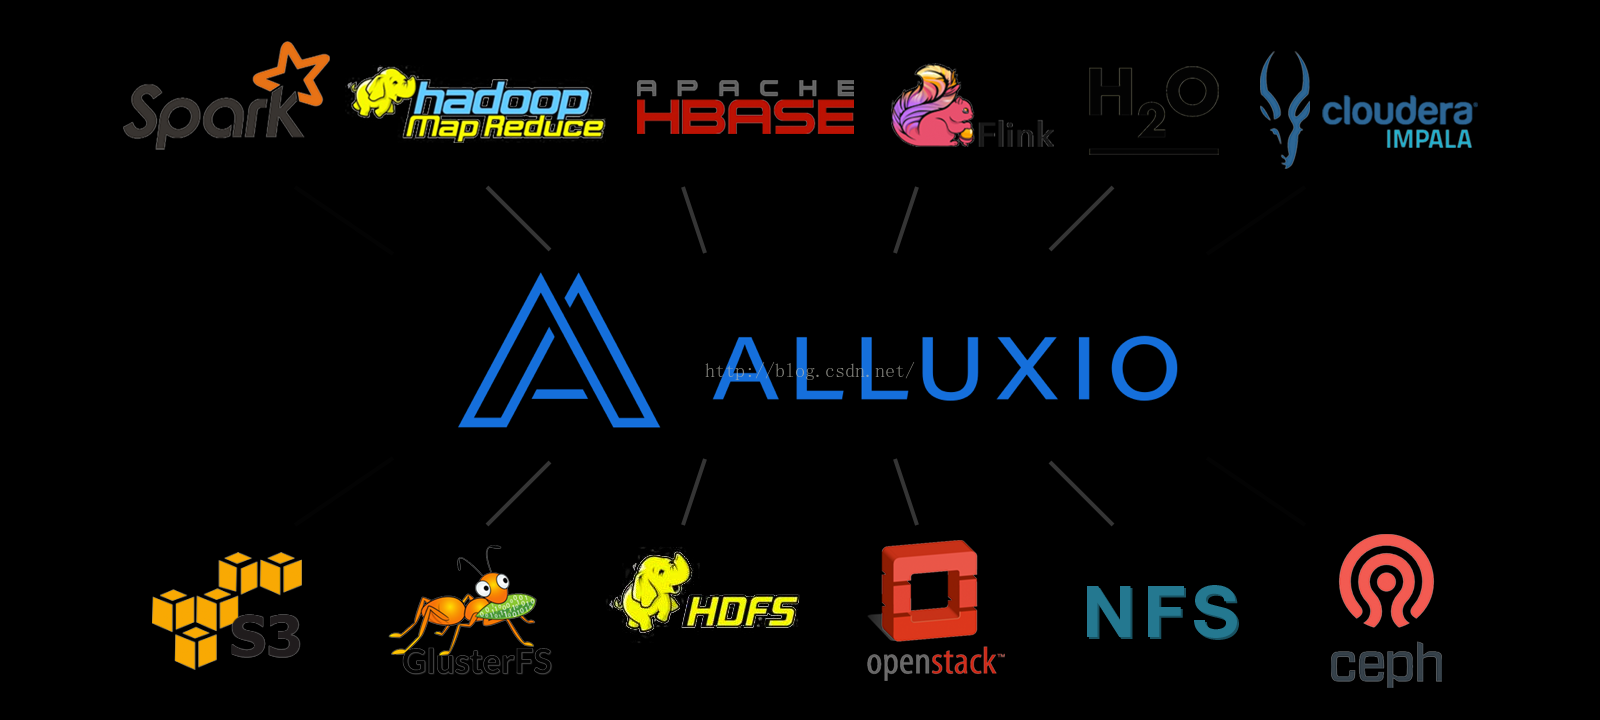 Spark
hadoop
Map Reduce
APACHE
HBASE
Flink
H2O
cloudera
IMPALA
ALLUXIO
http://blog.csdn.net/
S3
GlusterFS
HDFS
openstack™
NFS
ceph